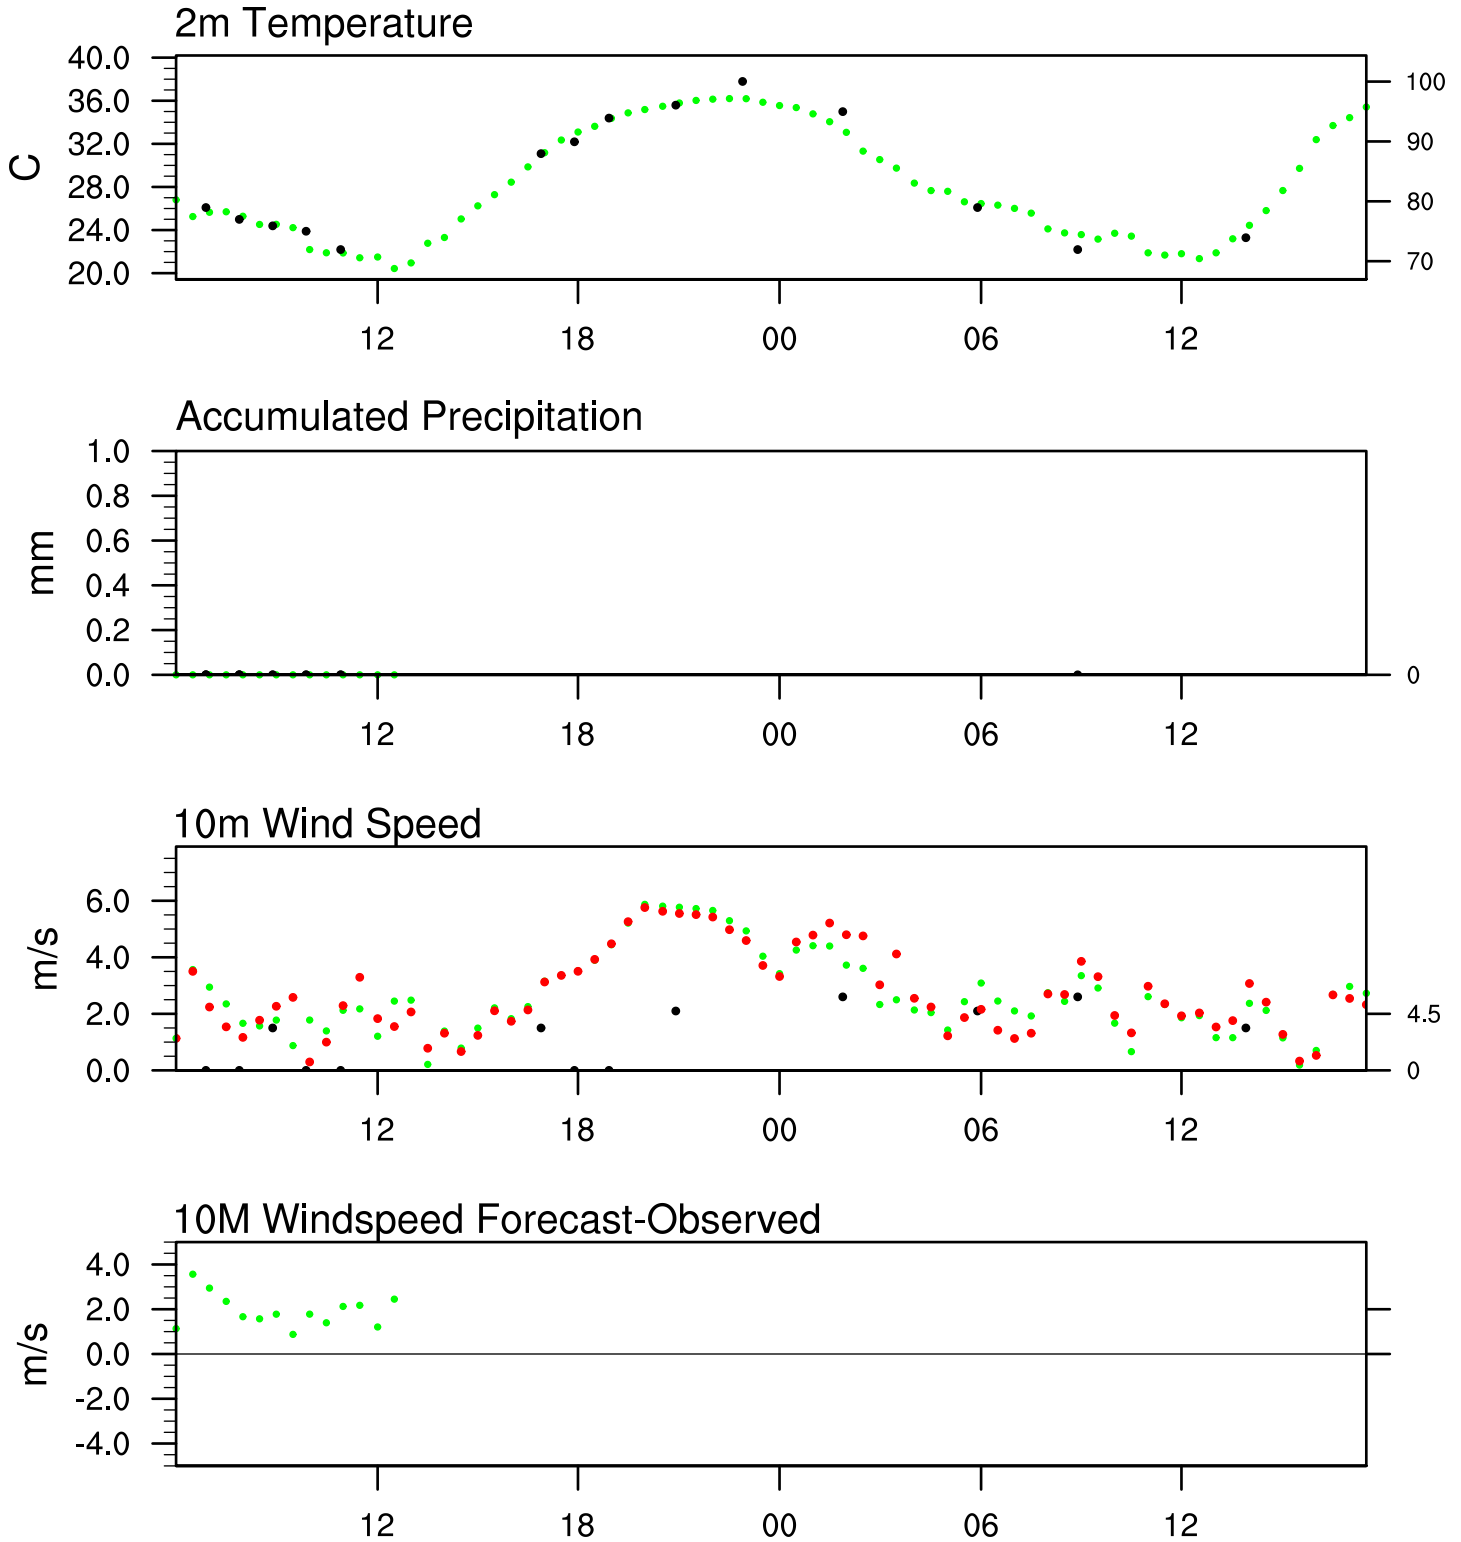 2m Temperature
40.0
36.0
32.0
28.0
24.0
20.0
C
100
90
80
70
12 18 00 06 12
Accumulated Precipitation
1.0
0.8
0.6
0.4
0.2
0.0
mm
0
12 18 00 06 12
10m Wind Speed
6.0
4.0
2.0
0.0
m/s
4.5
0
12 18 00 06 12
10M Windspeed Forecast-Observed
4.0
2.0
0.0
-2.0
-4.0
m/s
12 18 00 06 12